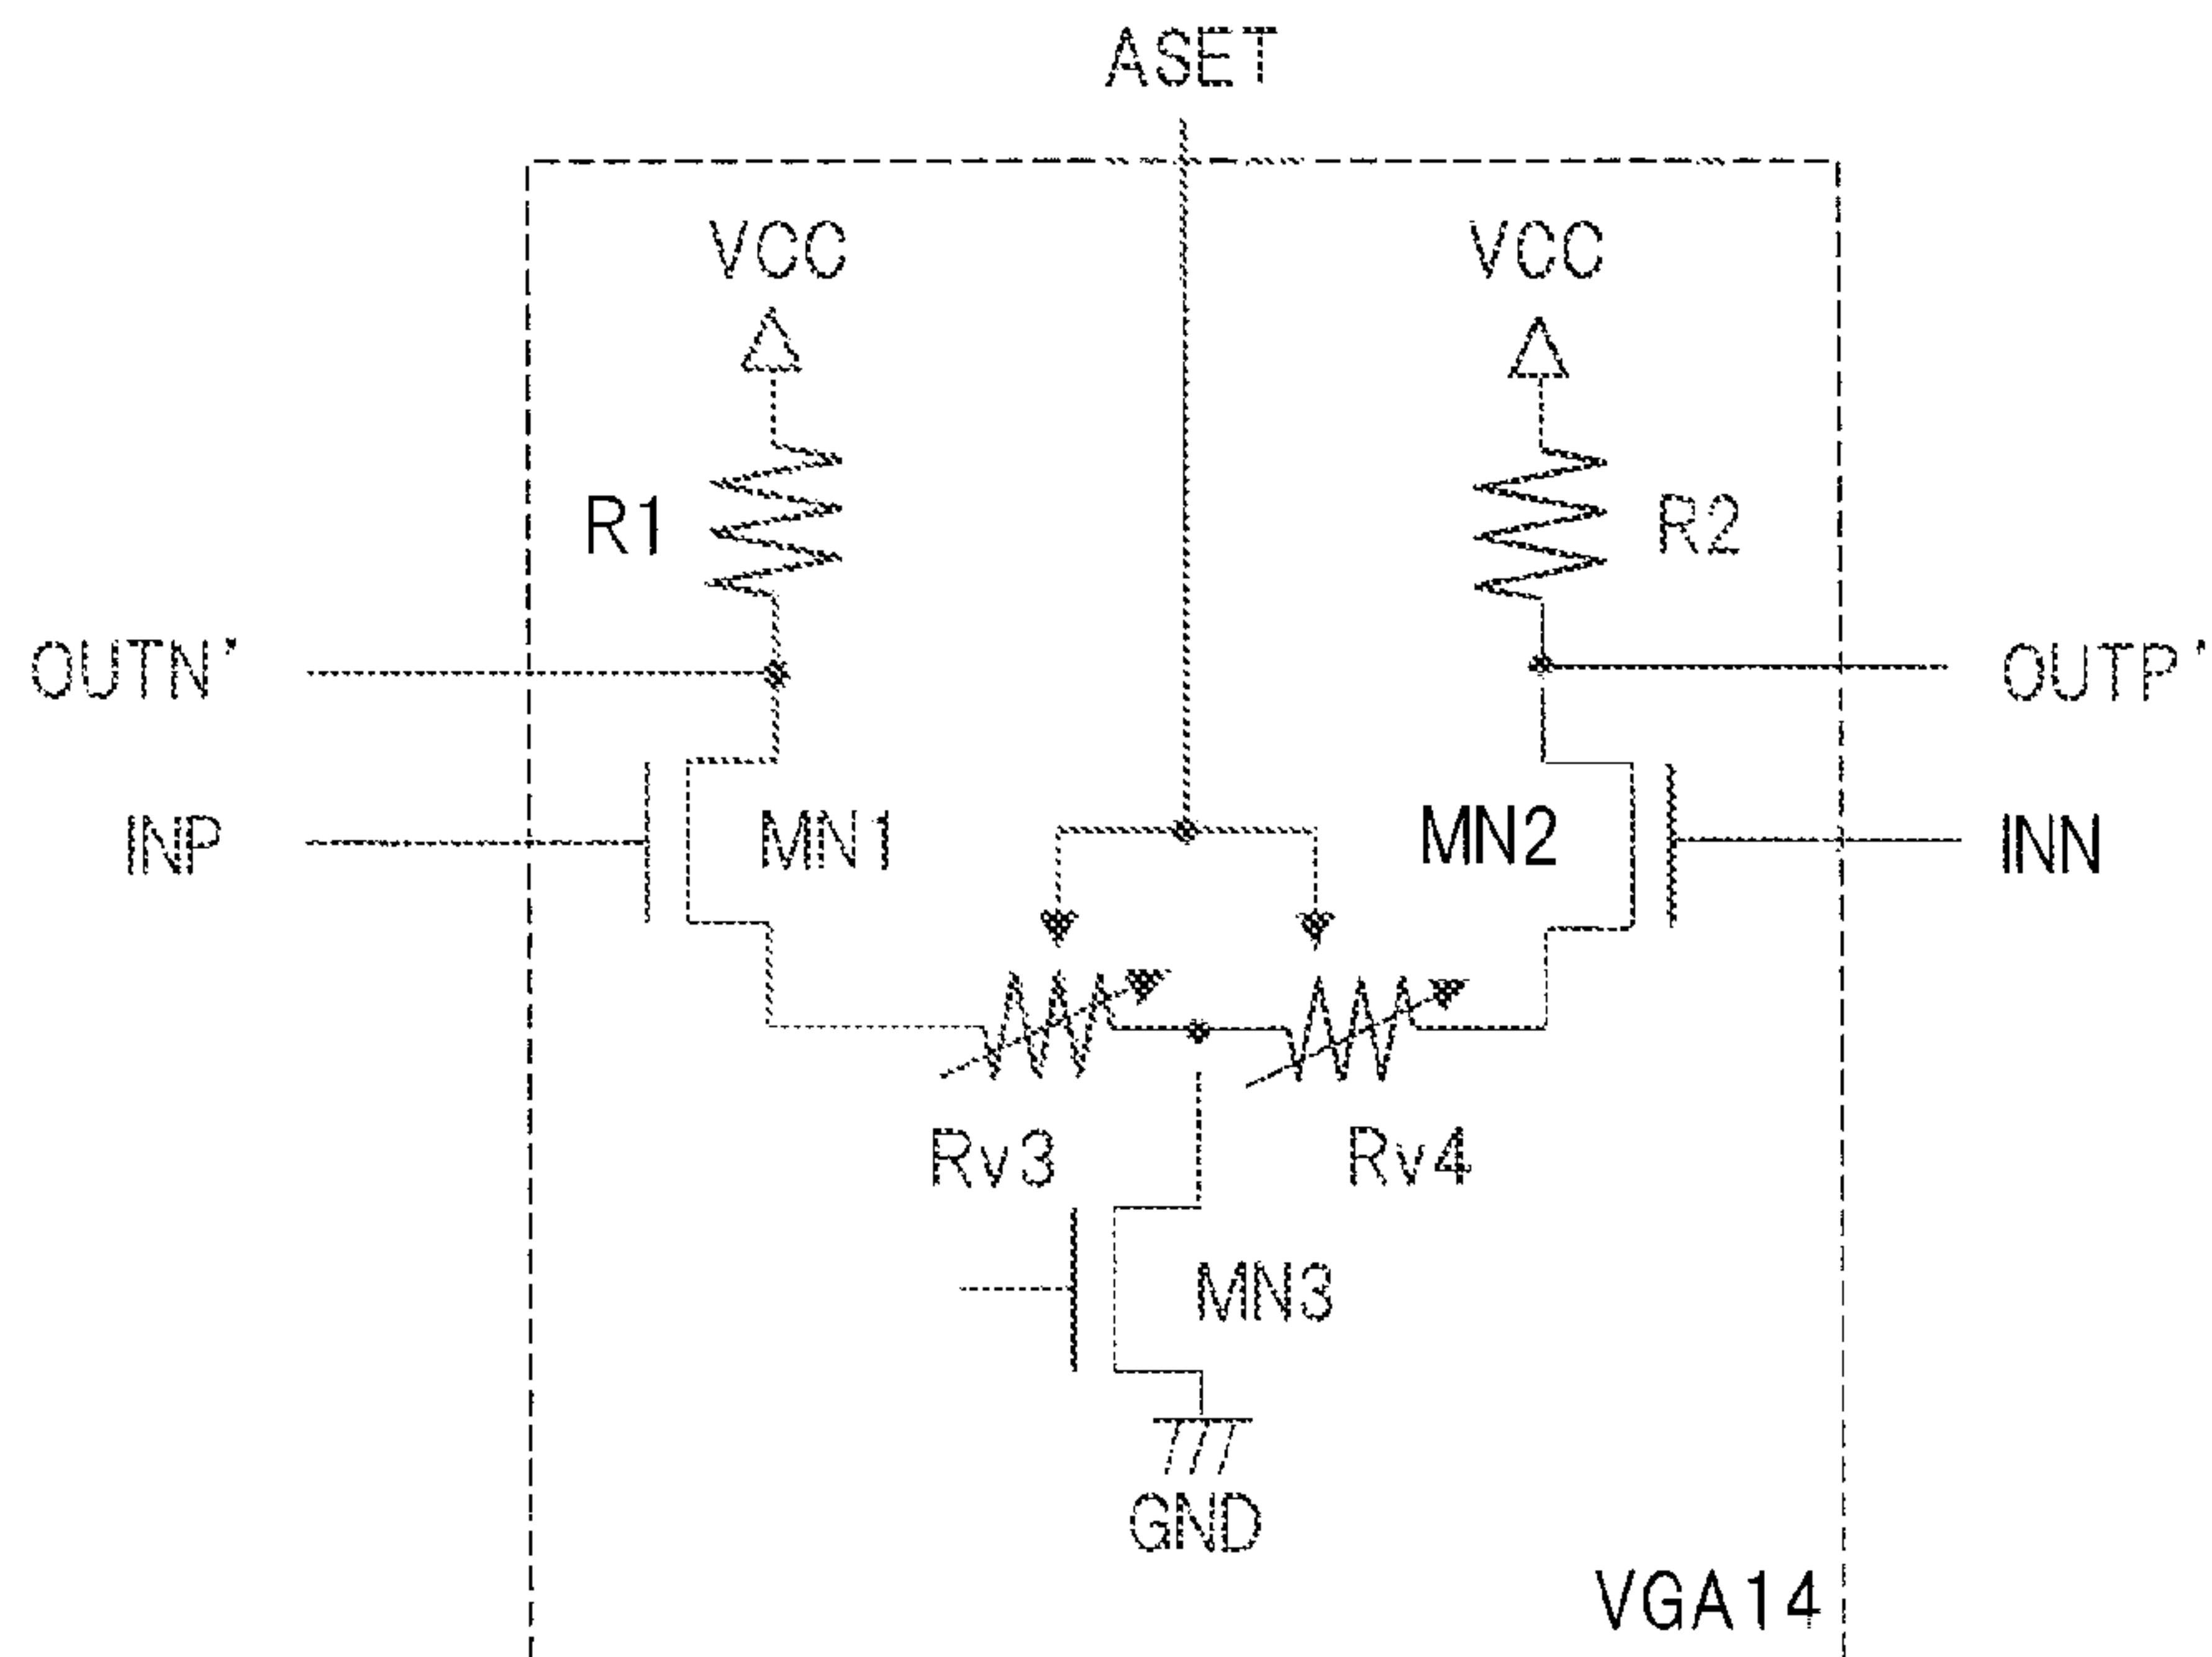 ASET
VCC
VCC
R1
R2
OUTN'
OUTP'
INP
MN1
MN2
INN
Rv3
Rv4
MN3
GND
VGA14